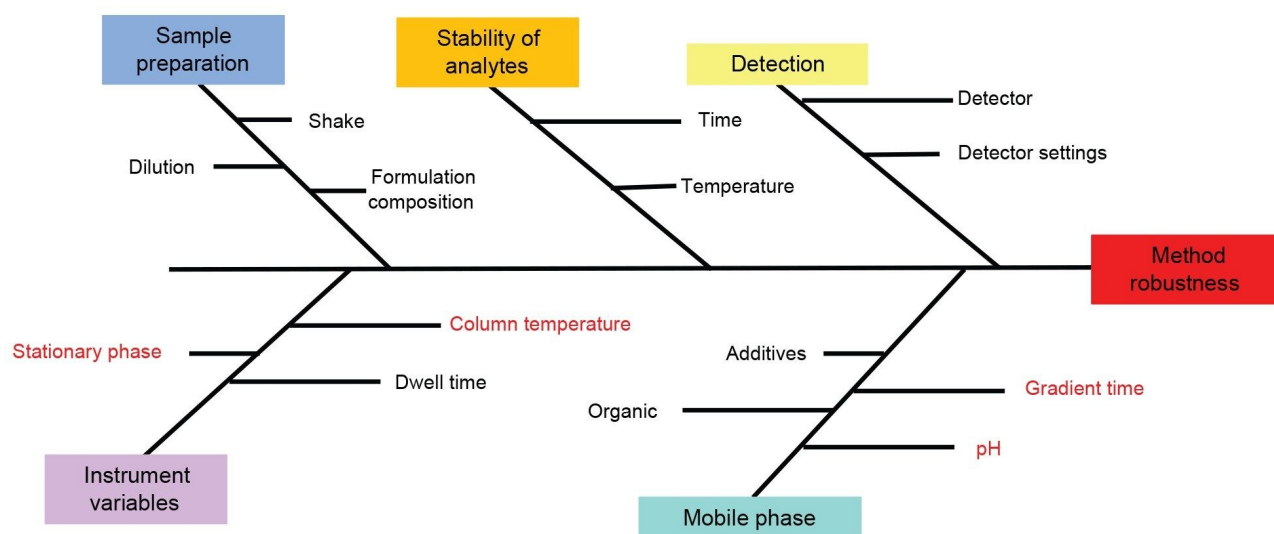 Sample
preparation
Stability of
analytes
Detection
Shake
Dilution
Formulation
composition
Time
Temperature
Detector
Detector settings
Method
robustness
Column temperature
Stationary phase
Dwell time
Instrument
variables
Additives
Gradient time
Organic
pH
Mobile phase